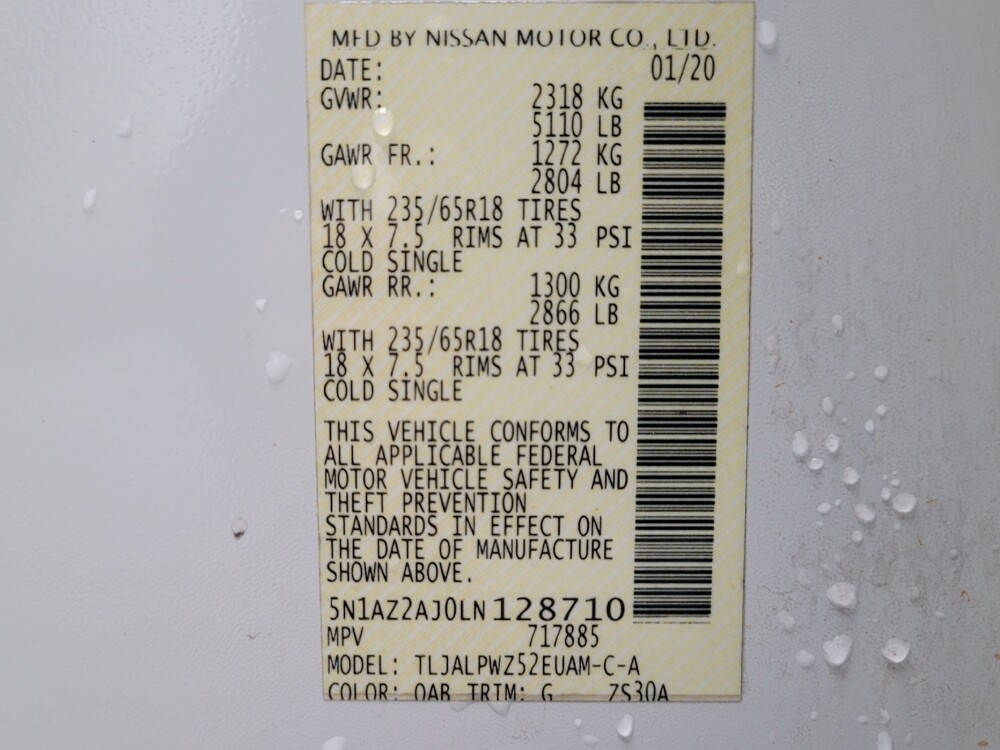 MFD BY NISSAN MOTOR CO., LTD.
DATE: 01/20
GVWR: 2318 KG
5110 LB
GAWR FR.: 1272 KG
2804 LB
WITH 235/65R18 TIRES
18 X 7.5 RIMS AT 33 PSI
COLD SINGLE
GAWR RR.: 1300 KG
2866 LB
WITH 235/65R18 TIRES
18 X 7.5 RIMS AT 33 PSI
COLD SINGLE
THIS VEHICLE CONFORMS TO
ALL APPLICABLE FEDERAL
MOTOR VEHICLE SAFETY AND
THEFT PREVENTION
STANDARDS IN EFFECT ON
THE DATE OF MANUFACTURE
SHOWN ABOVE.
5N1AZ2AJ0LN128710
MPV 717885
MODEL: TLJALPWZ52EUAM-C-A
COLOR: QAB TRIM: G ZS30A